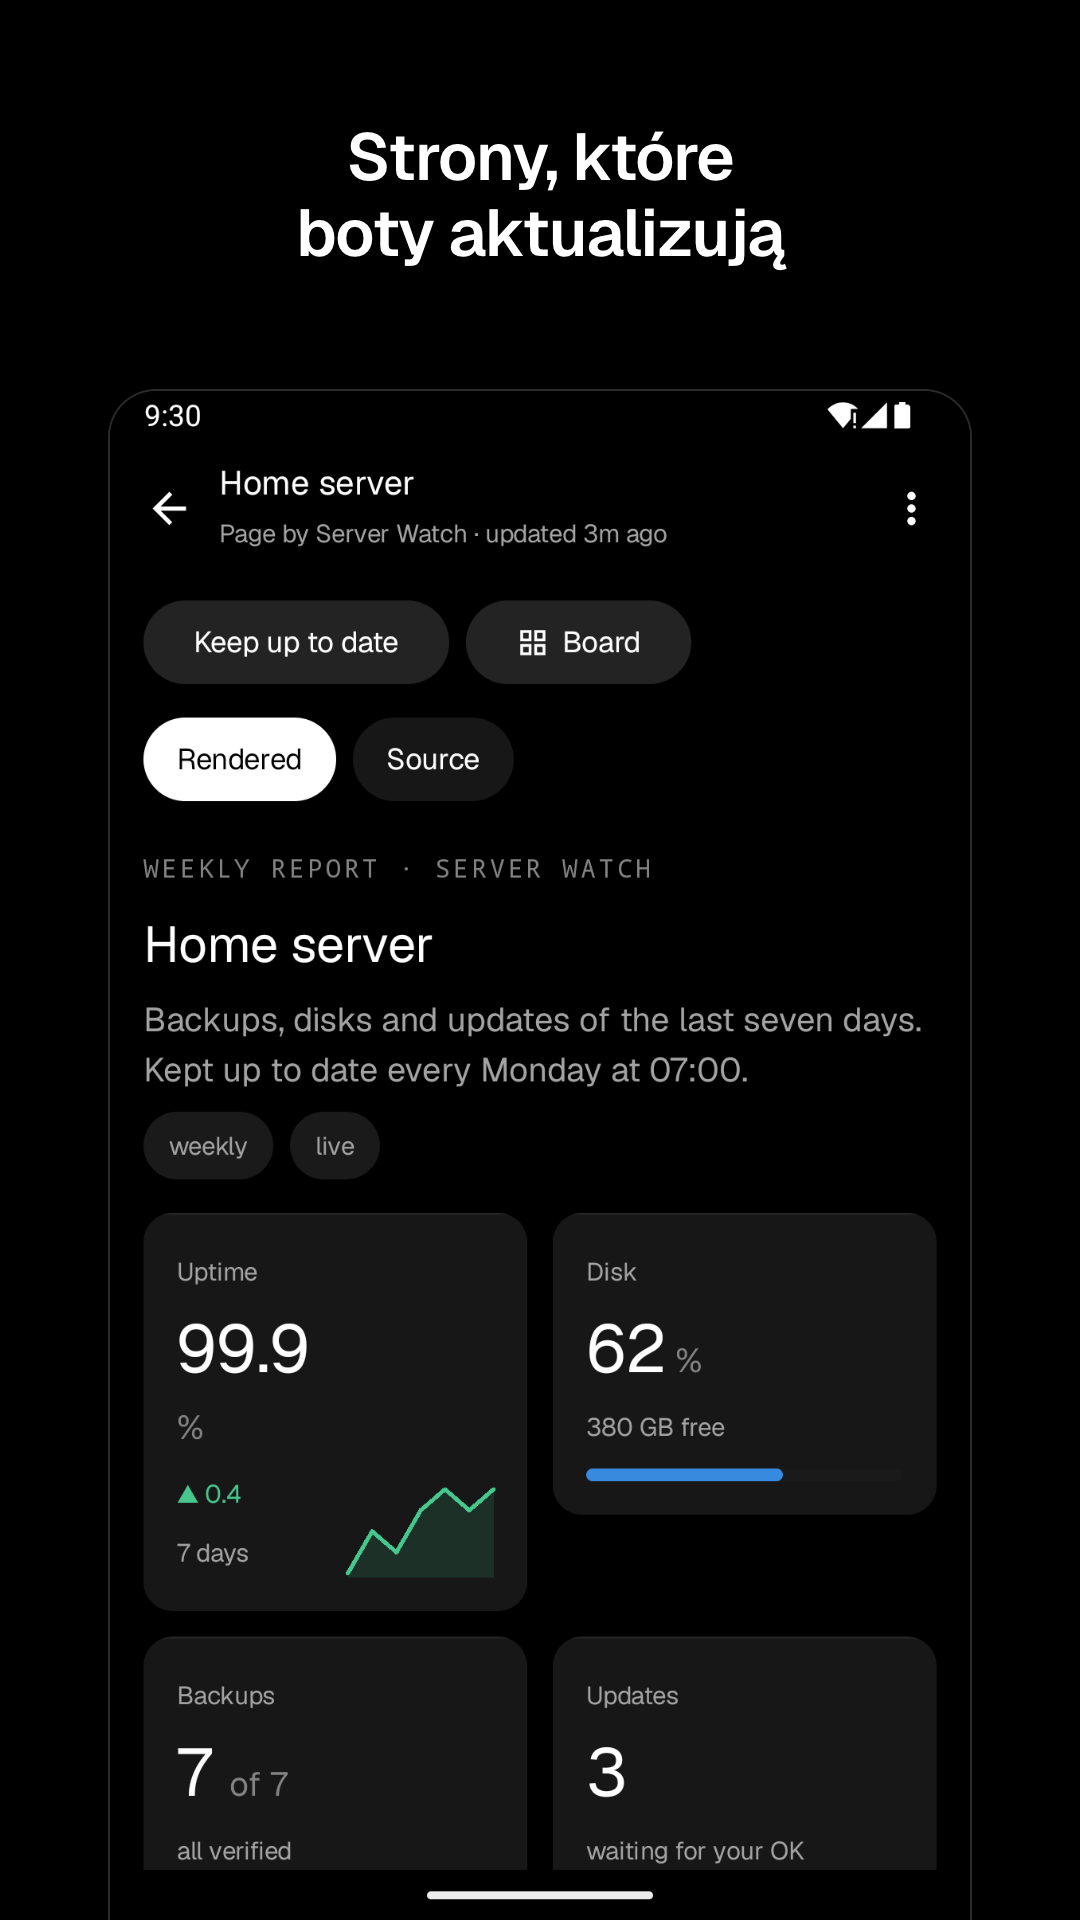 Strony, które
boty aktualizują
9:30
Home server
Page by Server Watch · updated 3m ago
Keep up to date
Board
Rendered
Source
WEEKLY REPORT · SERVER WATCH
Home server
Backups, disks and updates of the last seven days.
Kept up to date every Monday at 07:00.
weekly
live
Uptime
99.9
%
▲ 0.4
7 days
Disk
62 %
380 GB free
Backups
7 of 7
all verified
Updates
3
waiting for your OK